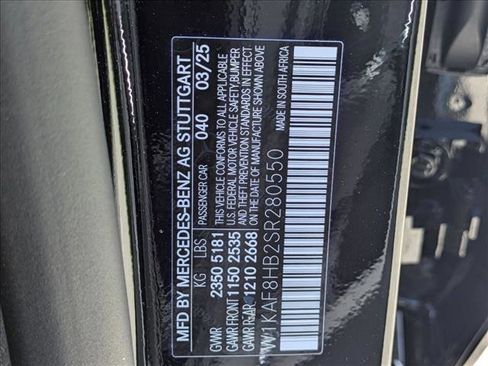 MFD BY MERCEDES-BENZ AG STUTTGART
PASSENGER CAR 040 03/25
KG LBS THIS VEHICLE CONFORMS TO ALL APPLICABLE
GVWR 2350 5181 U.S. FEDERAL MOTOR VEHICLE SAFETY, BUMPER
GAWR FRONT 1150 2535 AND THEFT PREVENTION STANDARDS IN EFFECT
GAWR REAR 1210 2668 ON THE DATE OF MANUFACTURE SHOWN ABOVE
W1KAF8HB2SR280550 MADE IN SOUTH AFRICA